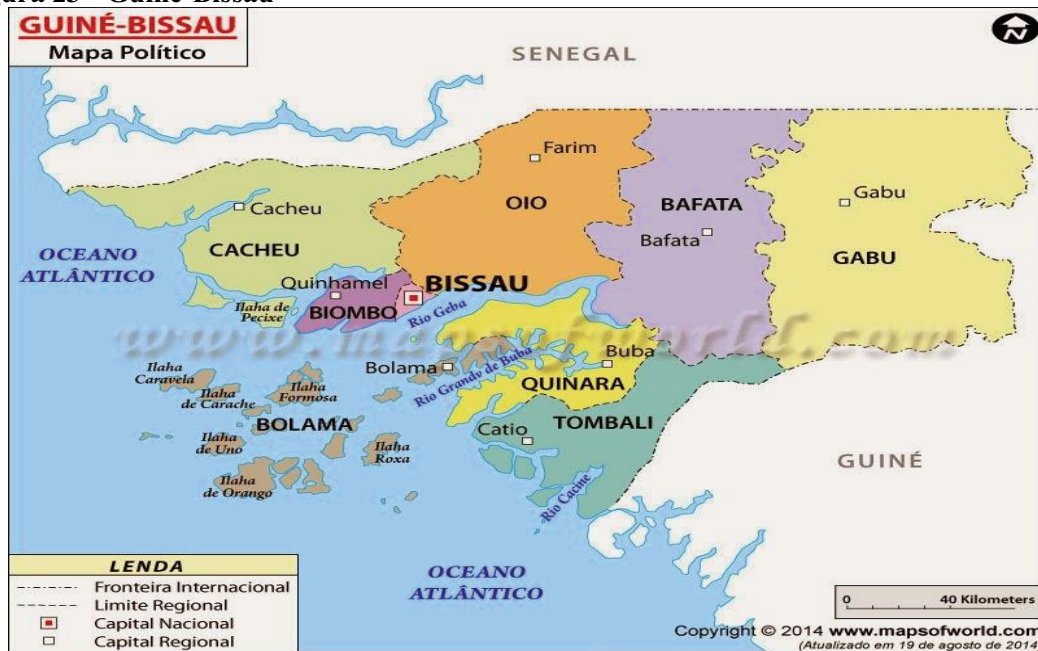 Guiné-Bissau
GUINÉ-BISSAU
Mapa Político
N
SENEGAL
Farim
Cacheu
OIO
BAFATA
Gabu
Bafata
CACHEU
GABU
OCEANO
ATLÂNTICO
Quinhamel
BISSAU
BIOMBO
Ilaha de
Pecixe
Rio Geba
www.mapsofworld.com
Bolama
Rio Grandv de Buba
Buba
QUINARA
Ilaha
Caravela
Ilaha
de Carache
Ilaha
Formosa
BOLAMA
Catio
TOMBALI
Ilaha
de Uno
Ilaha
Roxa
Ilaha
de Orango
Rio Cacine
GUINÉ
OCEANO
ATLÂNTICO
LENDA
Fronteira Internacional
Limite Regional
Capital Nacional
Capital Regional
0 40 Kilometers
Copyright © 2014 www.mapsofworld.com
(Atualizado em 19 de agosto de 2014)